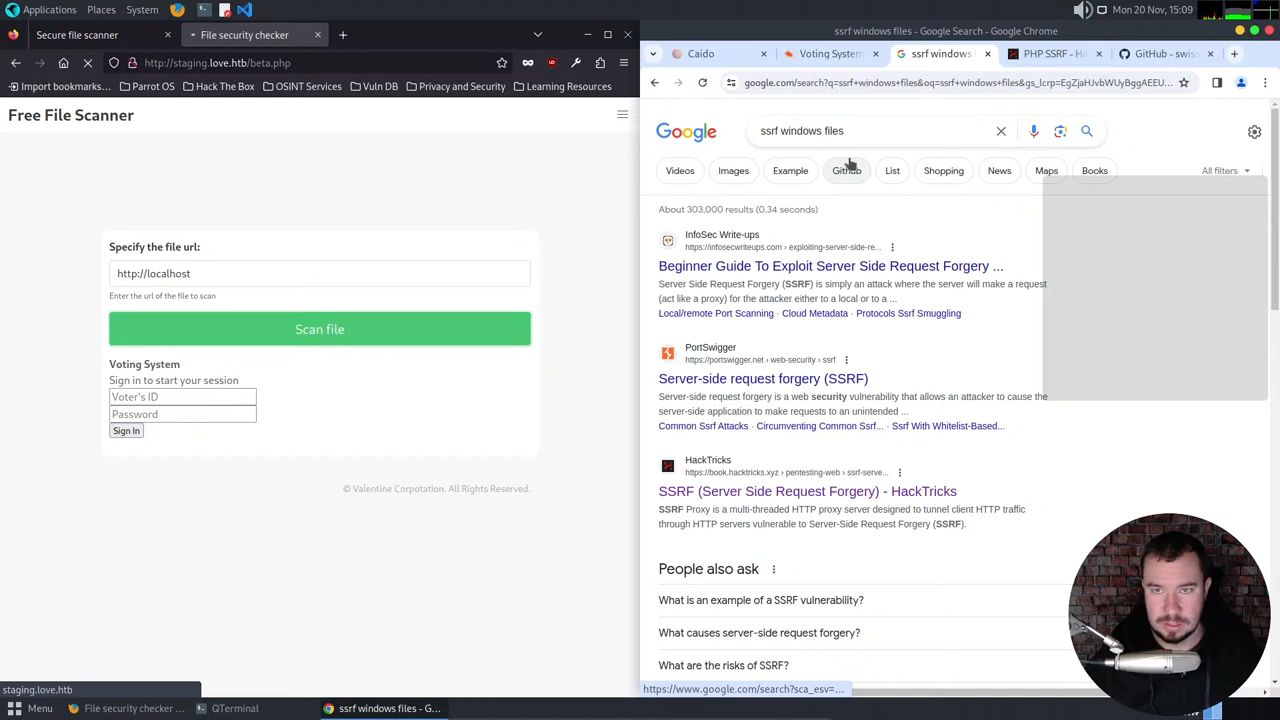 Applications Places System
Mon 20 Nov, 15:09
Secure file scanner
File security checker
http://staging.love.htb/beta.php
Import bookmarks... Parrot OS Hack The Box OSINT Services Vuln DB Privacy and Security Learning Resources
Free File Scanner
Specify the file url:
http://localhost
Enter the url of the file to scan
Scan file
Voting System
Sign in to start your session
Voter's ID
Password
Sign In
© Valentine Corpotation. All Rights Reserved.
staging.love.htb
ssrf windows files - Google Search - Google Chrome
Caido
Voting System
ssrf windows
PHP SSRF - Ha
GitHub - swiss
google.com/search?q=ssrf+windows+files&oq=ssrf+windows+files&gs_lcrp=EgZjaHJvbWUyBggAEEU...
Google
ssrf windows files
Videos Images Example Github List Shopping News Maps Books All filters
About 303,000 results (0.34 seconds)
InfoSec Write-ups
https://infosecwriteups.com › exploiting-server-side-re...
Beginner Guide To Exploit Server Side Request Forgery ...
Server Side Request Forgery (SSRF) is simply an attack where the server will make a request
(act like a proxy) for the attacker either to a local or to a ...
Local/remote Port Scanning · Cloud Metadata · Protocols Ssrf Smuggling
PortSwigger
https://portswigger.net › web-security › ssrf
Server-side request forgery (SSRF)
Server-side request forgery is a web security vulnerability that allows an attacker to cause the
server-side application to make requests to an unintended ...
Common Ssrf Attacks · Circumventing Common Ssrf... · Ssrf With Whitelist-Based...
HackTricks
https://book.hacktricks.xyz › pentesting-web › ssrf-serve...
SSRF (Server Side Request Forgery) - HackTricks
SSRF Proxy is a multi-threaded HTTP proxy server designed to tunnel client HTTP traffic
through HTTP servers vulnerable to Server-Side Request Forgery (SSRF).
People also ask
What is an example of a SSRF vulnerability?
What causes server-side request forgery?
What are the risks of SSRF?
https://www.google.com/search?sca_esv=...
Menu
File security checker ...
QTerminal
ssrf windows files - G...